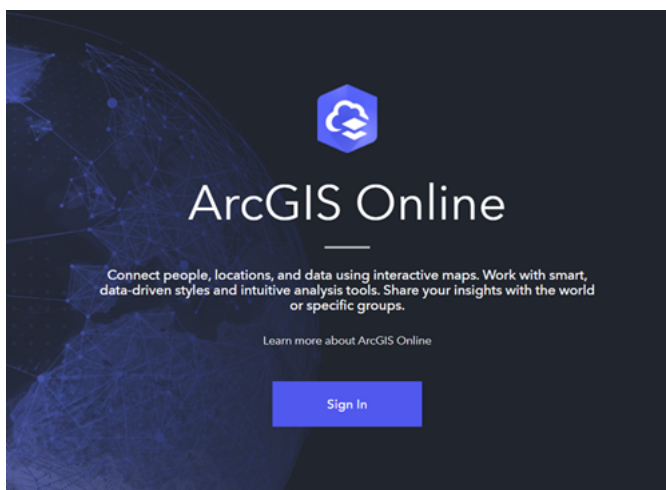 ArcGIS Online
Connect people, locations, and data using interactive maps. Work with smart,
data-driven styles and intuitive analysis tools. Share your insights with the world
or specific groups.
Learn more about ArcGIS Online
Sign In